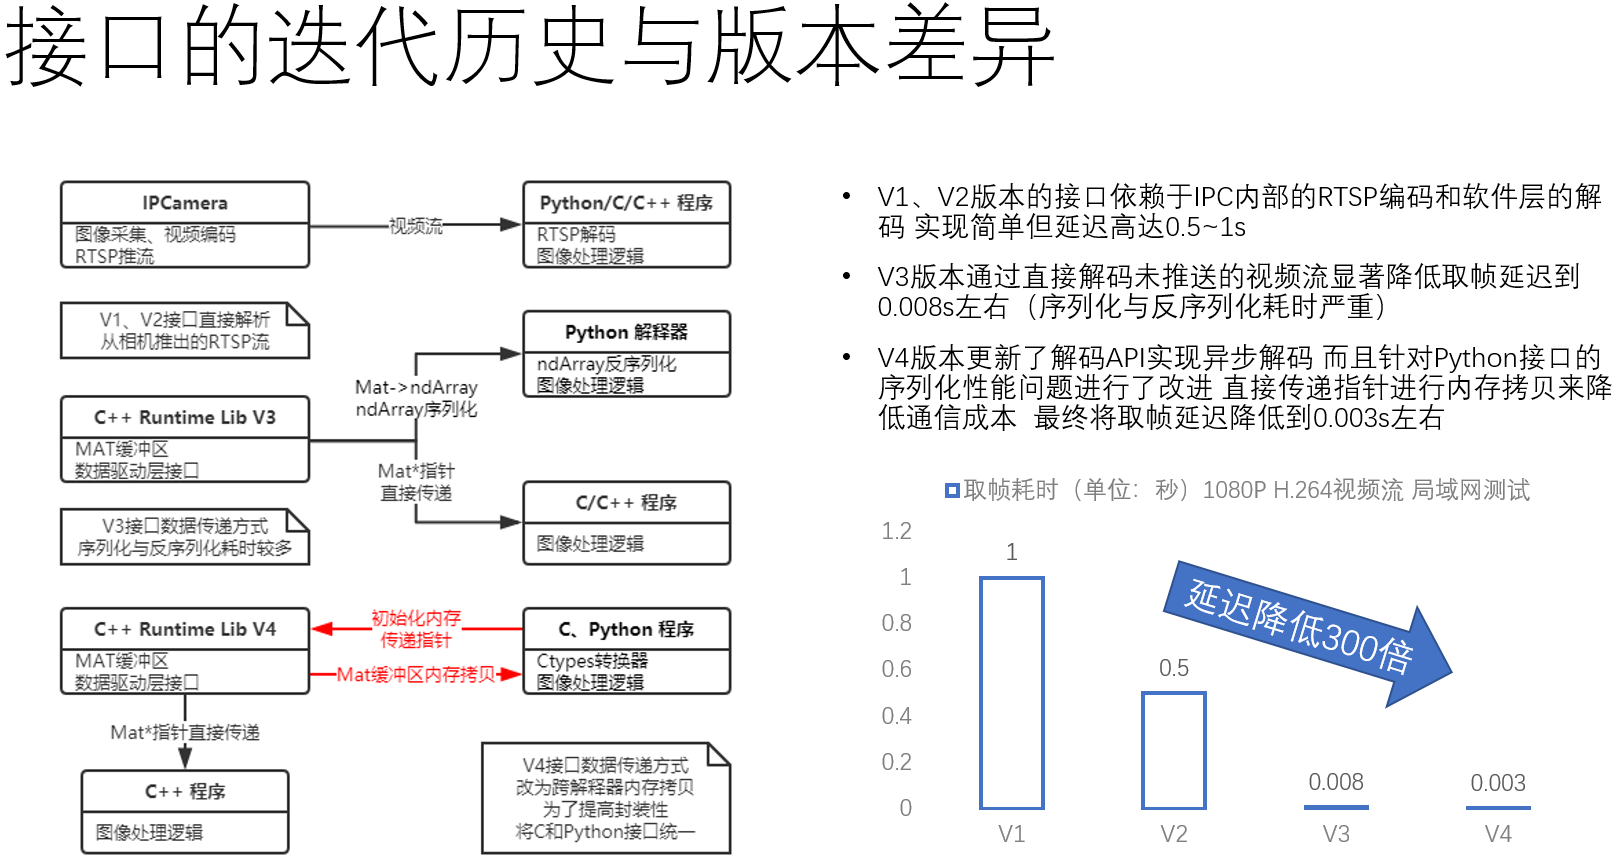 接口的迭代历史与版本差异
IPCamera
图像采集、视频编码
RTSP推流
视频流
Python/C/C++ 程序
RTSP解码
图像处理逻辑
V1、V2接口直接解析
从相机推出的RTSP流
Python 解释器
ndArray反序列化
图像处理逻辑
Mat->ndArray
ndArray序列化
C++ Runtime Lib V3
MAT缓冲区
数据驱动层接口
Mat*指针
直接传递
C/C++ 程序
图像处理逻辑
V3接口数据传递方式
序列化与反序列化耗时较多
C++ Runtime Lib V4
MAT缓冲区
数据驱动层接口
初始化内存
传递指针
Mat缓冲区内存拷贝
C、Python 程序
Ctypes转换器
图像处理逻辑
Mat*指针直接传递
C++ 程序
图像处理逻辑
V4接口数据传递方式
改为跨解释器内存拷贝
为了提高封装性
将C和Python接口统一
• V1、V2版本的接口依赖于IPC内部的RTSP编码和软件层的解
码 实现简单但延迟高达0.5~1s
• V3版本通过直接解码未推送的视频流显著降低取帧延迟到
0.008s左右（序列化与反序列化耗时严重）
• V4版本更新了解码API实现异步解码 而且针对Python接口的
序列化性能问题进行了改进 直接传递指针进行内存拷贝来降
低通信成本 最终将取帧延迟降低到0.003s左右
取帧耗时（单位：秒）1080P H.264视频流 局域网测试
1.2
1
0.8
0.6
0.4
0.2
0
1
0.5
0.008
0.003
延迟降低300倍
V1
V2
V3
V4